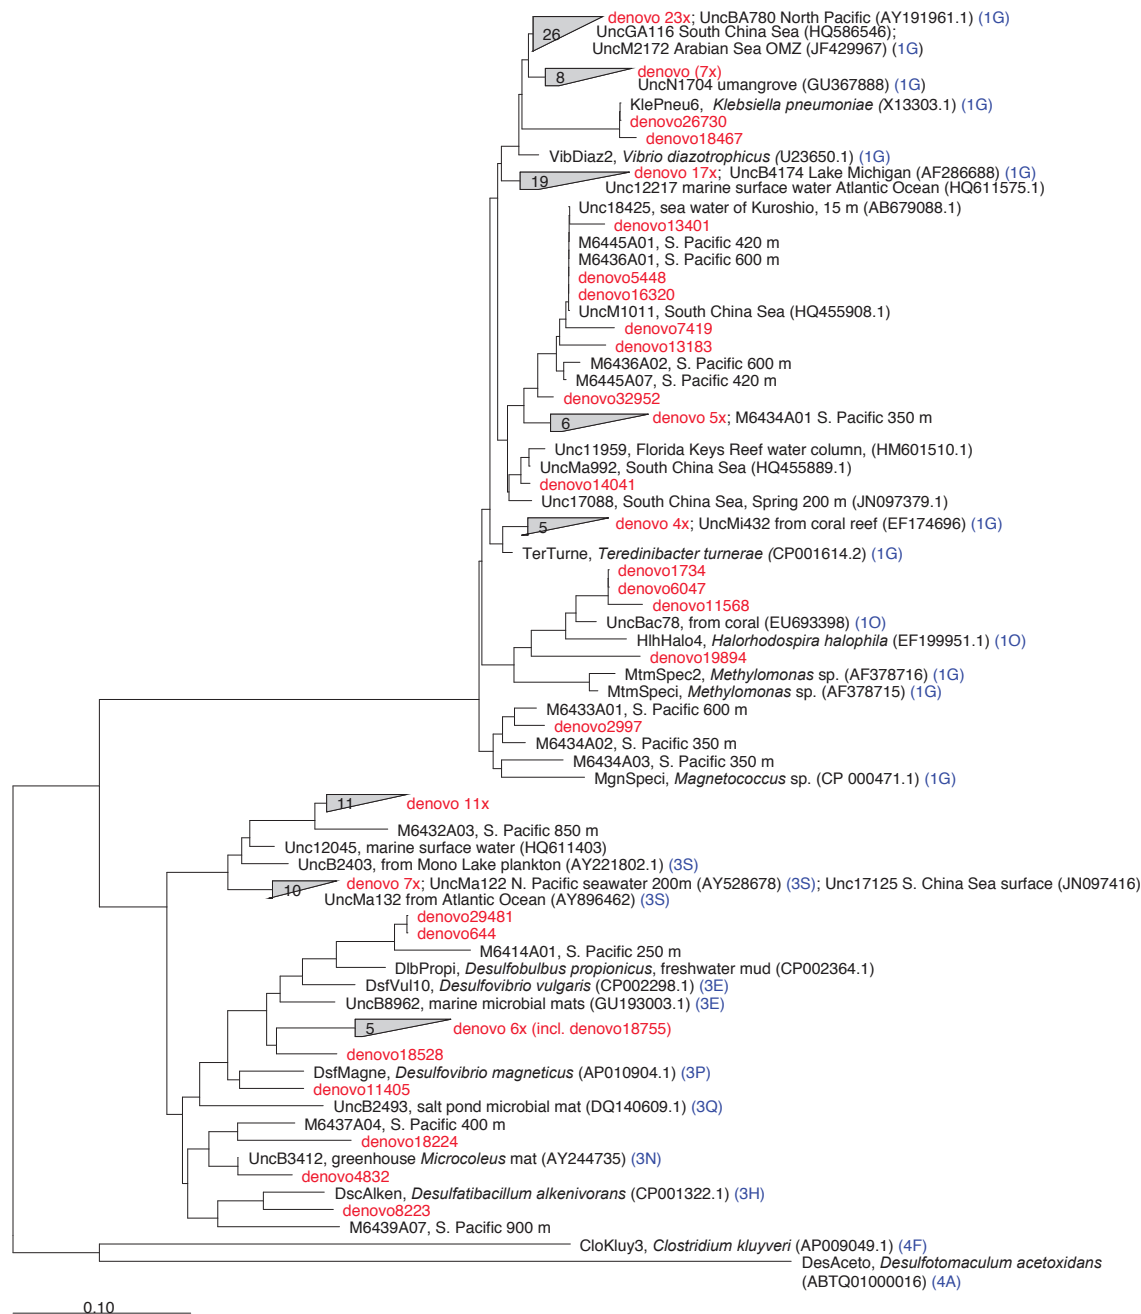 denovo 23x; UncBA780 North Pacific (AY191961.1) (1G)
26
UncGA116 South China Sea (HQ586546);
UncM2172 Arabian Sea OMZ (JF429967) (1G)
denovo (7x)
8
UncN1704 umangrove (GU367888) (1G)
KlePneu6, Klebsiella pneumoniae (X13303.1) (1G)
denovo26730
denovo18467
VibDiaz2, Vibrio diazotrophicus (U23650.1) (1G)
denovo 17x; UncB4174 Lake Michigan (AF286688) (1G)
19
Unc12217 marine surface water Atlantic Ocean (HQ611575.1)
Unc18425, sea water of Kuroshio, 15 m (AB679088.1)
denovo13401
M6445A01, S. Pacific 420 m
M6436A01, S. Pacific 600 m
denovo5448
denovo16320
UncM1011, South China Sea (HQ455908.1)
denovo7419
denovo13183
M6436A02, S. Pacific 600 m
M6445A07, S. Pacific 420 m
denovo32952
6 denovo 5x; M6434A01 S. Pacific 350 m
Unc11959, Florida Keys Reef water column, (HM601510.1)
UncMa992, South China Sea (HQ455889.1)
denovo14041
Unc17088, South China Sea, Spring 200 m (JN097379.1)
5 denovo 4x; UncMi432 from coral reef (EF174696) (1G)
TerTurne, Teredinibacter turnerae (CP001614.2) (1G)
denovo1734
denovo6047
denovo11568
UncBac78, from coral (EU693398) (1O)
HlhHalo4, Halorhodospira halophila (EF199951.1) (1O)
denovo19894
MtmSpec2, Methylomonas sp. (AF378716) (1G)
MtmSpeci, Methylomonas sp. (AF378715) (1G)
M6433A01, S. Pacific 600 m
denovo2997
M6434A02, S. Pacific 350 m
M6434A03, S. Pacific 350 m
MgnSpeci, Magnetococcus sp. (CP 000471.1) (1G)
11 denovo 11x
M6432A03, S. Pacific 850 m
Unc12045, marine surface water (HQ611403)
UncB2403, from Mono Lake plankton (AY221802.1) (3S)
10 denovo 7x; UncMa122 N. Pacific seawater 200m (AY528678) (3S); Unc17125 S. China Sea surface (JN097416)
UncMa132 from Atlantic Ocean (AY896462) (3S)
denovo29481
denovo644
M6414A01, S. Pacific 250 m
DlbPropi, Desulfobulbus propionicus, freshwater mud (CP002364.1)
DsfVul10, Desulfovibrio vulgaris (CP002298.1) (3E)
UncB8962, marine microbial mats (GU193003.1) (3E)
5 denovo 6x (incl. denovo18755)
denovo18528
DsfMagne, Desulfovibrio magneticus (AP010904.1) (3P)
denovo11405
UncB2493, salt pond microbial mat (DQ140609.1) (3Q)
M6437A04, S. Pacific 400 m
denovo18224
UncB3412, greenhouse Microcoleus mat (AY244735) (3N)
denovo4832
DscAlken, Desulfatibacillum alkenivorans (CP001322.1) (3H)
denovo8223
M6439A07, S. Pacific 900 m
CloKluy3, Clostridium kluyveri (AP009049.1) (4F)
DesAceto, Desulfotomaculum acetoxidans
(ABTQ01000016) (4A)
0.10